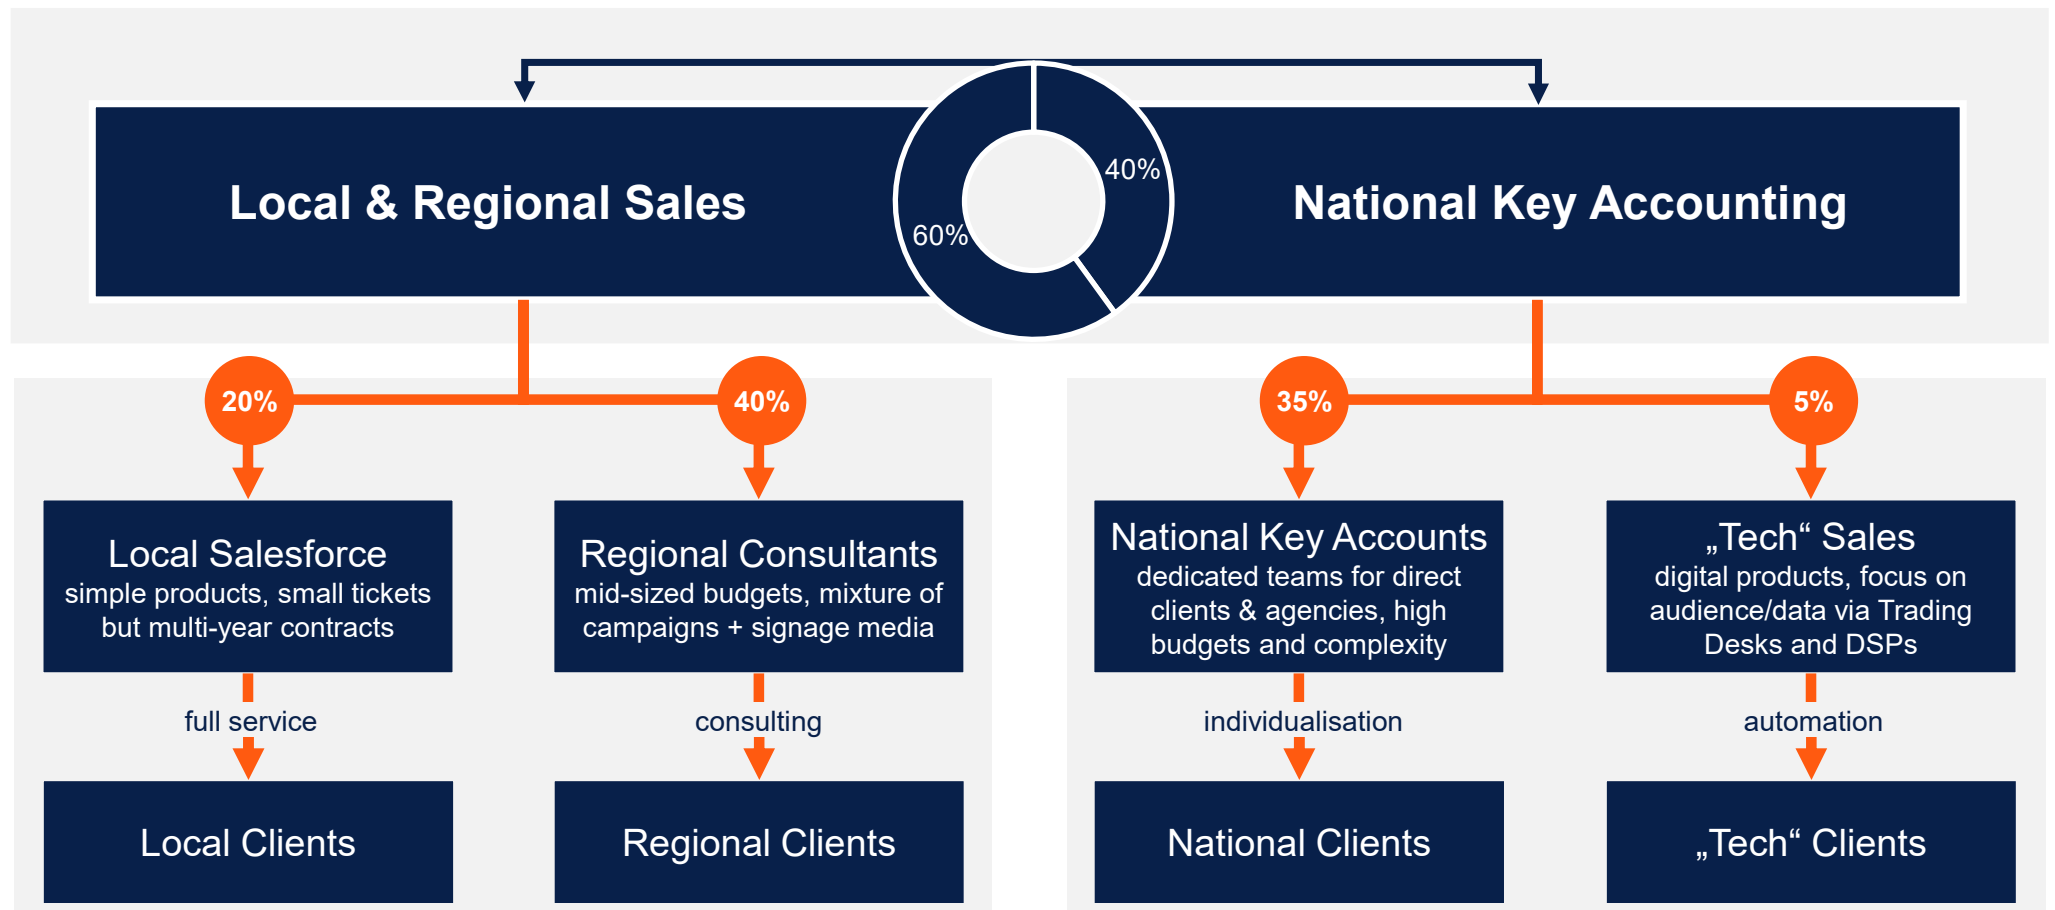 Local & Regional Sales
60%
40%
National Key Accounting
20%
40%
35%
5%
Local Salesforce
simple products, small tickets
but multi-year contracts
Regional Consultants
mid-sized budgets, mixture of
campaigns + signage media
National Key Accounts
dedicated teams for direct
clients & agencies, high
budgets and complexity
„Tech“ Sales
digital products, focus on
audience/data via Trading
Desks and DSPs
full service
consulting
individualisation
automation
Local Clients
Regional Clients
National Clients
„Tech“ Clients